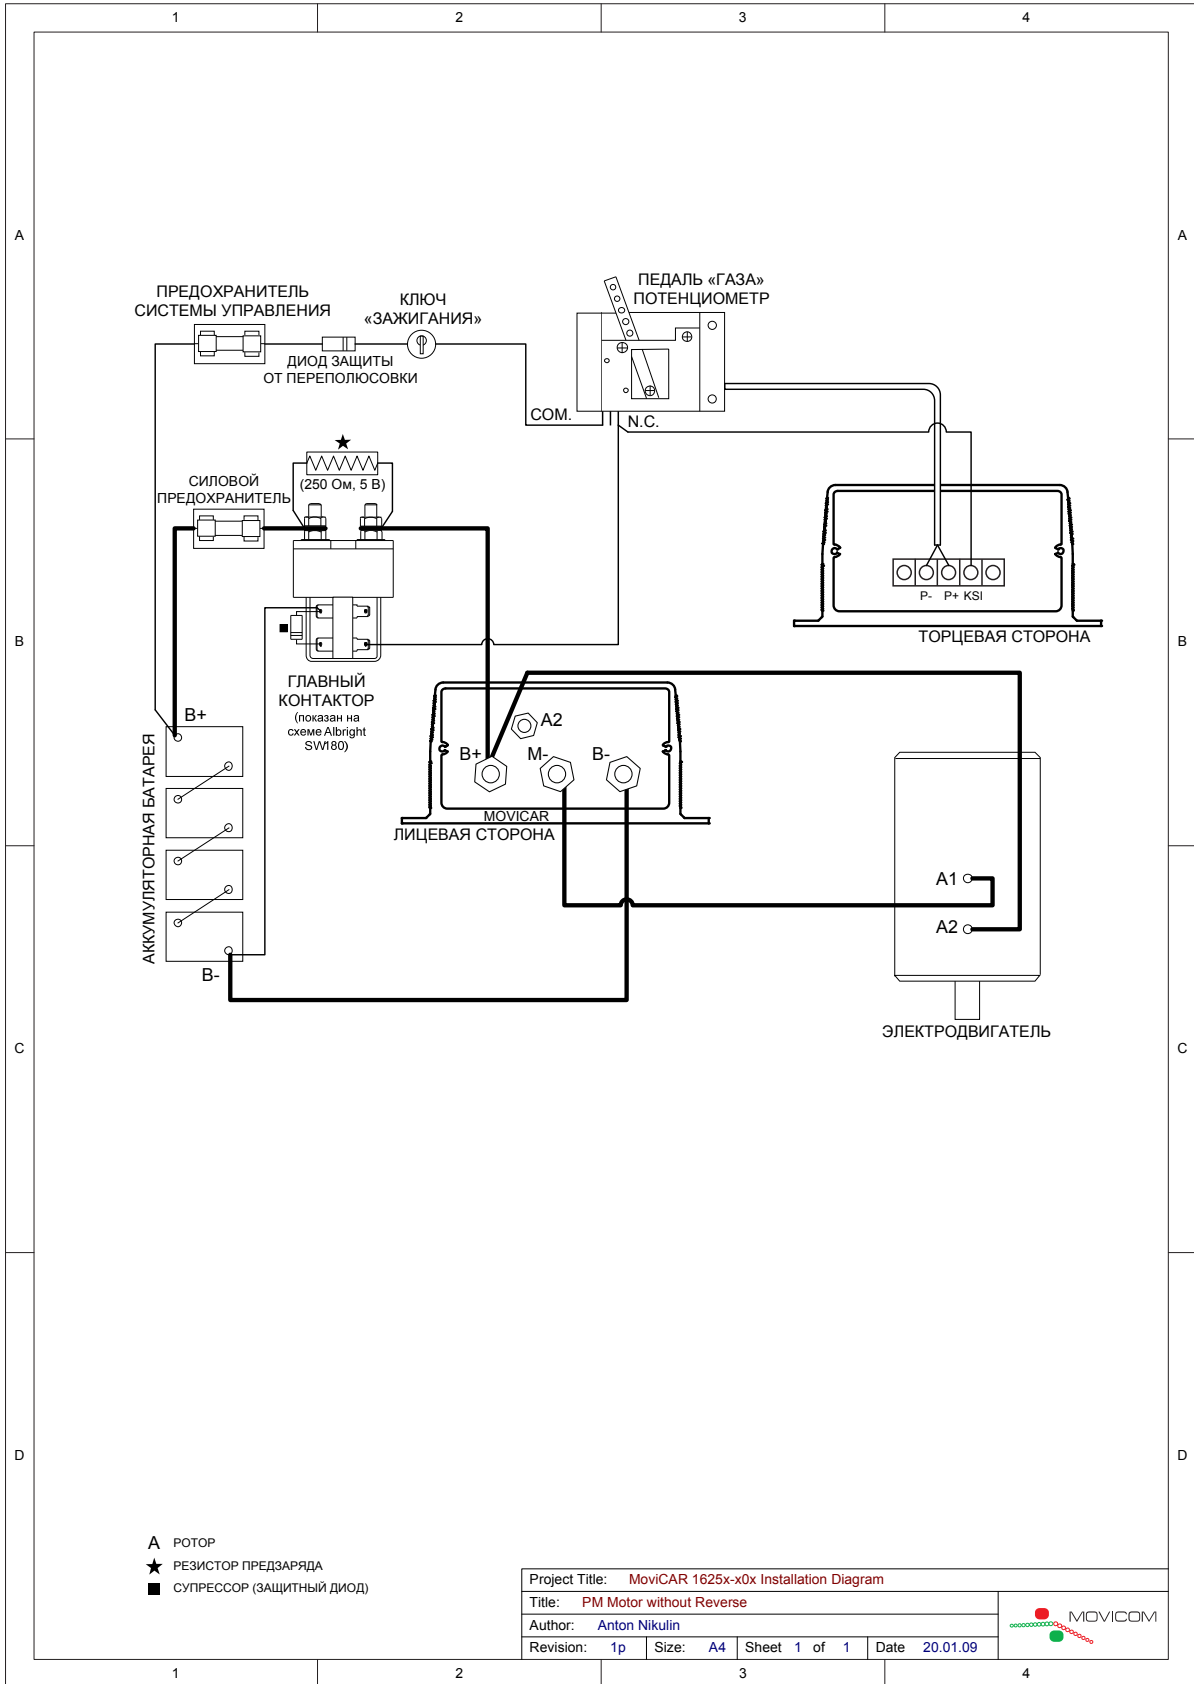 1 2 3 4
A A
ПРЕДОХРАНИТЕЛЬ
СИСТЕМЫ УПРАВЛЕНИЯ
КЛЮЧ
«ЗАЖИГАНИЯ»
ПЕДАЛЬ «ГАЗА»
ПОТЕНЦИОМЕТР
ДИОД ЗАЩИТЫ
ОТ ПЕРЕПОЛЮСОВКИ
COM.
N.C.
★
(250 Ом, 5 В)
СИЛОВОЙ
ПРЕДОХРАНИТЕЛЬ
P- P+ KSI
ТОРЦЕВАЯ СТОРОНА
B B
■
ГЛАВНЫЙ
КОНТАКТОР
(показан на
схеме Albright
SW180)
B+
АККУМУЛЯТОРНАЯ БАТАРЕЯ
B-
A2
B+ M- B-
MOVICAR
ЛИЦЕВАЯ СТОРОНА
A1
A2
ЭЛЕКТРОДВИГАТЕЛЬ
C C
D D
A РОТОР
★ РЕЗИСТОР ПРЕДЗАРЯДА
■ СУПРЕССОР (ЗАЩИТНЫЙ ДИОД)
Project Title: MoviCAR 1625x-x0x Installation Diagram
Title: PM Motor without Reverse
Author: Anton Nikulin
Revision: 1p Size: A4 Sheet 1 of 1 Date 20.01.09
MOVICOM
1 2 3 4